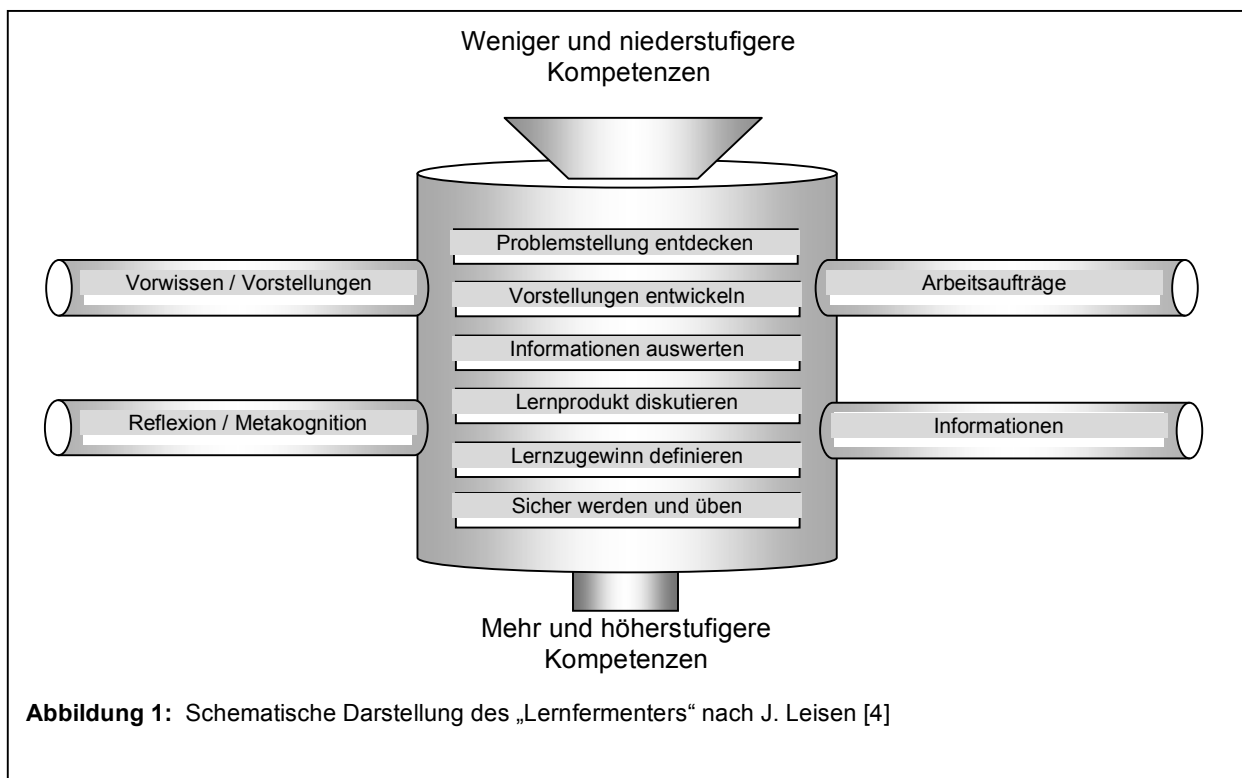 Weniger und niederstufigere
Kompetenzen
Problemstellung entdecken
Vorwissen / Vorstellungen
Arbeitsaufträge
Vorstellungen entwickeln
Informationen auswerten
Lernprodukt diskutieren
Reflexion / Metakognition
Informationen
Lernzugewinn definieren
Sicher werden und üben
Mehr und höherstufigere
Kompetenzen
Abbildung 1: Schematische Darstellung des „Lernfermenters“ nach J. Leisen [4]